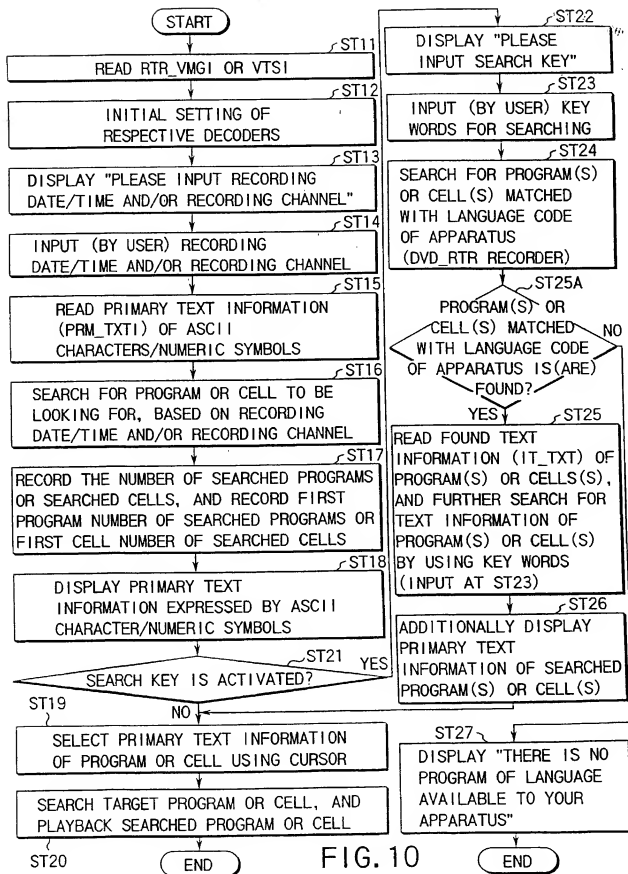 START
ST11
READ RTR_VMGI OR VTSI
ST12
INITIAL SETTING OF
RESPECTIVE DECODERS
ST13
DISPLAY "PLEASE INPUT RECORDING
DATE/TIME AND/OR RECORDING CHANNEL"
ST14
INPUT (BY USER) RECORDING
DATE/TIME AND/OR RECORDING CHANNEL
ST15
READ PRIMARY TEXT INFORMATION
(PRM_TXTI) OF ASCII
CHARACTERS/NUMERIC SYMBOLS
ST16
SEARCH FOR PROGRAM OR CELL TO BE
LOOKING FOR, BASED ON RECORDING
DATE/TIME AND/OR RECORDING CHANNEL
ST17
RECORD THE NUMBER OF SEARCHED PROGRAMS
OR SEARCHED CELLS, AND RECORD FIRST
PROGRAM NUMBER OF SEARCHED PROGRAMS OR
FIRST CELL NUMBER OF SEARCHED CELLS
ST18
DISPLAY PRIMARY TEXT
INFORMATION EXPRESSED BY ASCII
CHARACTER/NUMERIC SYMBOLS
ST21
SEARCH KEY IS ACTIVATED?
YES
NO
ST19
SELECT PRIMARY TEXT INFORMATION
OF PROGRAM OR CELL USING CURSOR
SEARCH TARGET PROGRAM OR CELL, AND
PLAYBACK SEARCHED PROGRAM OR CELL
ST20
END
ST22
DISPLAY "PLEASE
INPUT SEARCH KEY"
ST23
INPUT (BY USER) KEY
WORDS FOR SEARCHING
ST24
SEARCH FOR PROGRAM(S)
OR CELL(S) MATCHED
WITH LANGUAGE CODE
OF APPARATUS
(DVD_RTR RECORDER)
ST25A
PROGRAM(S) OR
CELL(S) MATCHED
WITH LANGUAGE CODE
OF APPARATUS IS(ARE)
FOUND?
NO
YES
ST25
READ FOUND TEXT
INFORMATION (IT_TXT) OF
PROGRAM(S) OR CELLS(S),
AND FURTHER SEARCH FOR
TEXT INFORMATION OF
PROGRAM(S) OR CELL(S)
BY USING KEY WORDS
(INPUT AT ST23)
ST26
ADDITIONALLY DISPLAY
PRIMARY TEXT
INFORMATION OF SEARCHED
PROGRAM(S) OR CELL(S)
ST27
DISPLAY "THERE IS NO
PROGRAM OF LANGUAGE
AVAILABLE TO YOUR
APPARATUS"
END
FIG. 10